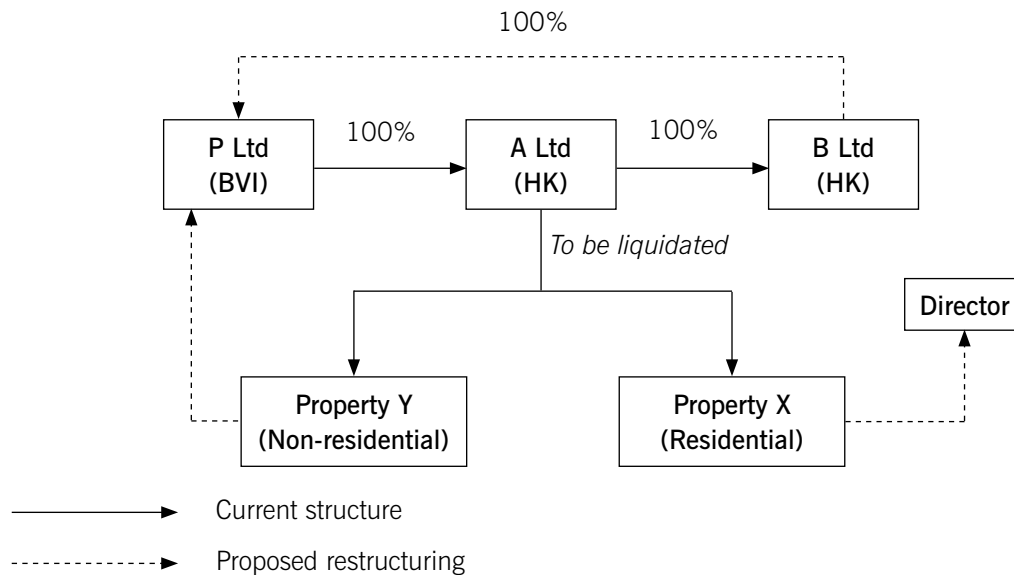 100%
P Ltd
(BVI)
100%
A Ltd
(HK)
100%
B Ltd
(HK)
To be liquidated
Director
Property Y
(Non-residential)
Property X
(Residential)
Current structure
Proposed restructuring